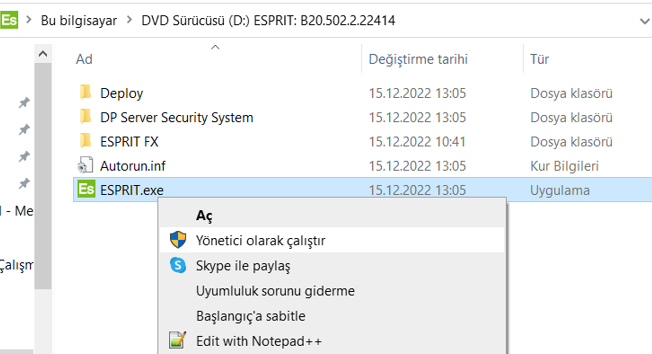 Es Bu bilgisayar DVD Sürücüsü (D:) ESPRIT: B20.502.2.22414
Ad Değiştirme tarihi Tür
Deploy 15.12.2022 13:05 Dosya klasörü
DP Server Security System 15.12.2022 13:05 Dosya klasörü
ESPRIT FX 15.12.2022 10:41 Dosya klasörü
Autorun.inf 15.12.2022 13:05 Kur Bilgileri
Es ESPRIT.exe 15.12.2022 13:05 Uygulama
l - Me
Çalışm
Aç
Yönetici olarak çalıştır
Skype ile paylaş
Uyumluluk sorunu giderme
Başlangıç'a sabitle
Edit with Notepad++